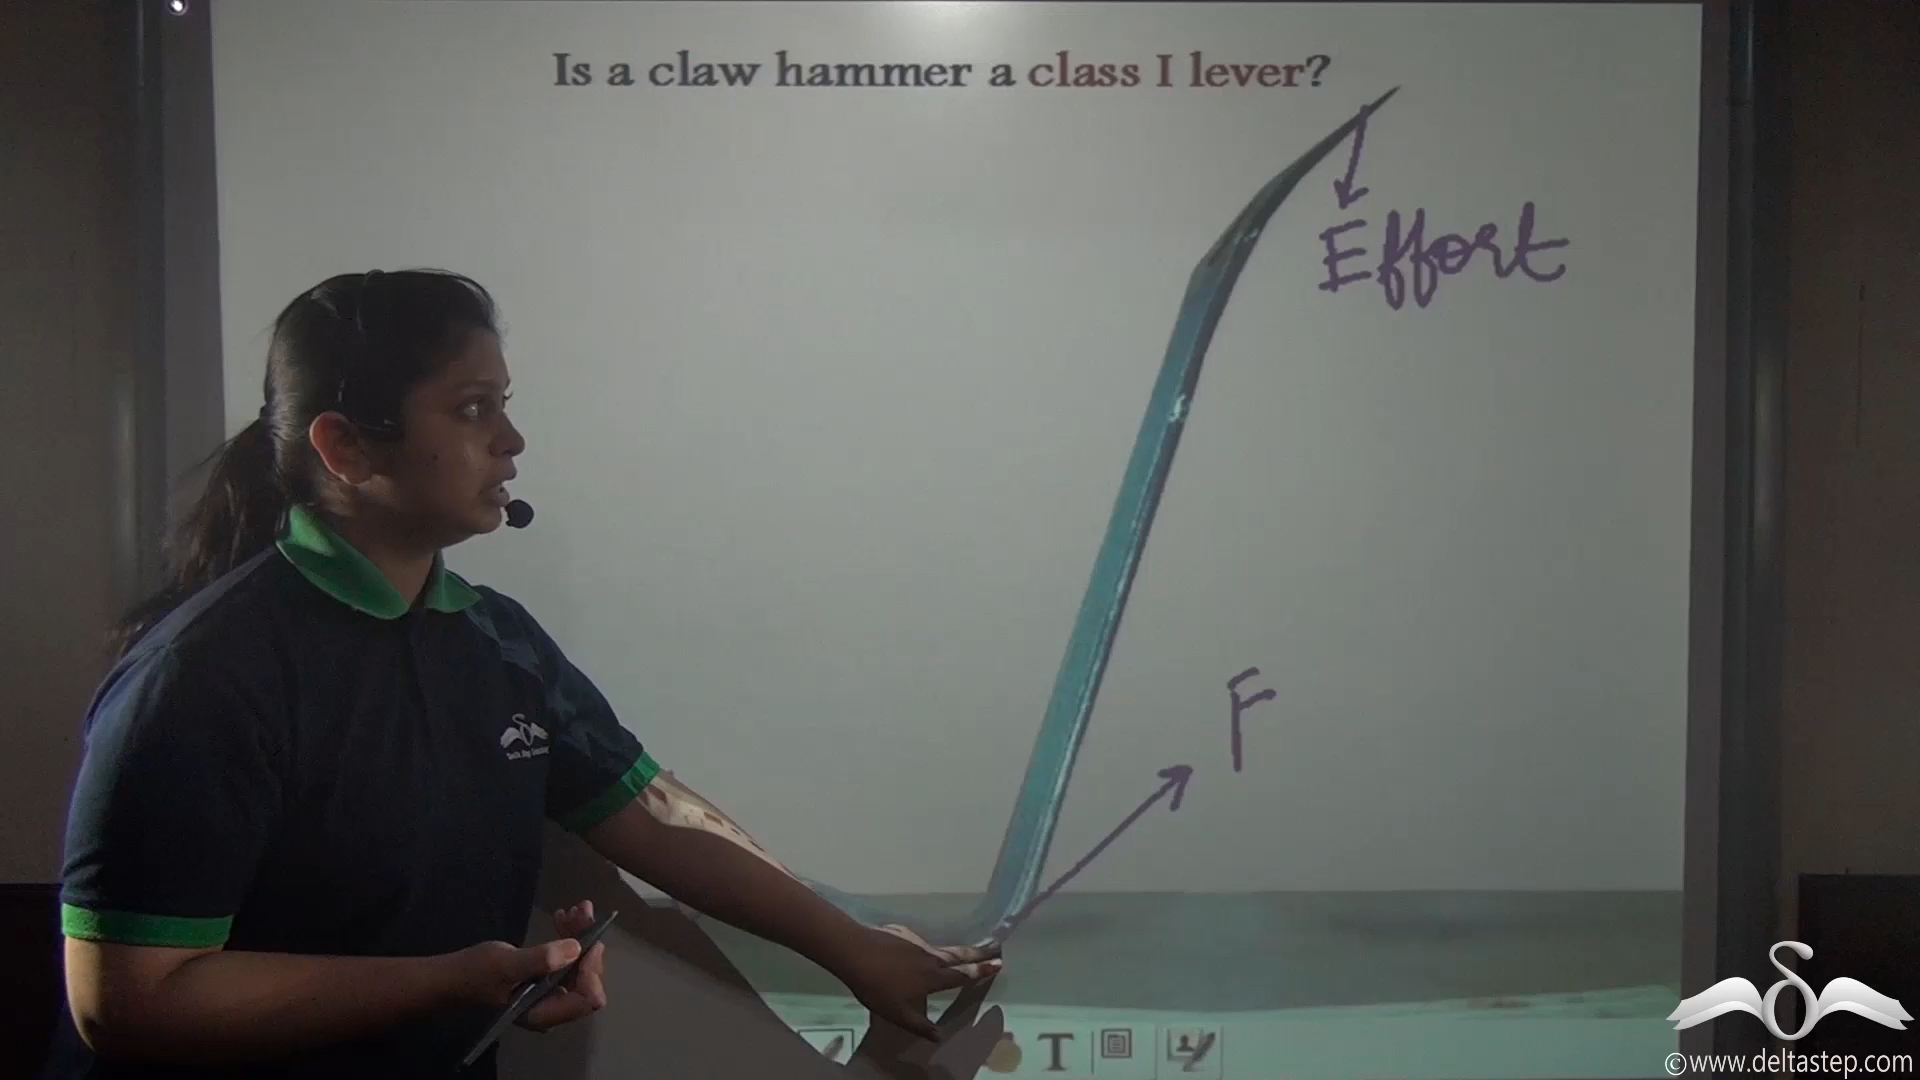 Is a claw hammer a class I lever?
Effort
F
T
©www.deltastep.com